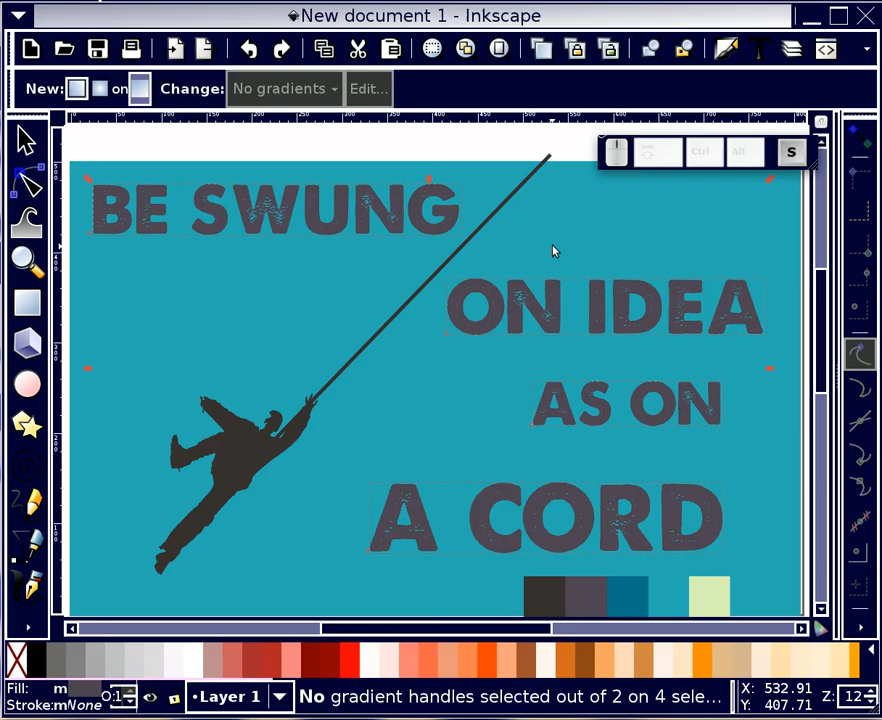 New document 1 - Inkscape
New: on Change: No gradients Edit...
Ctrl Alt S
BE SWUNG
ON IDEA
AS ON
A CORD
Fill: m
Stroke: m None
O:1
•Layer 1
No gradient handles selected out of 2 on 4 sele...
X: 532.91
Y: 407.71
Z: 12